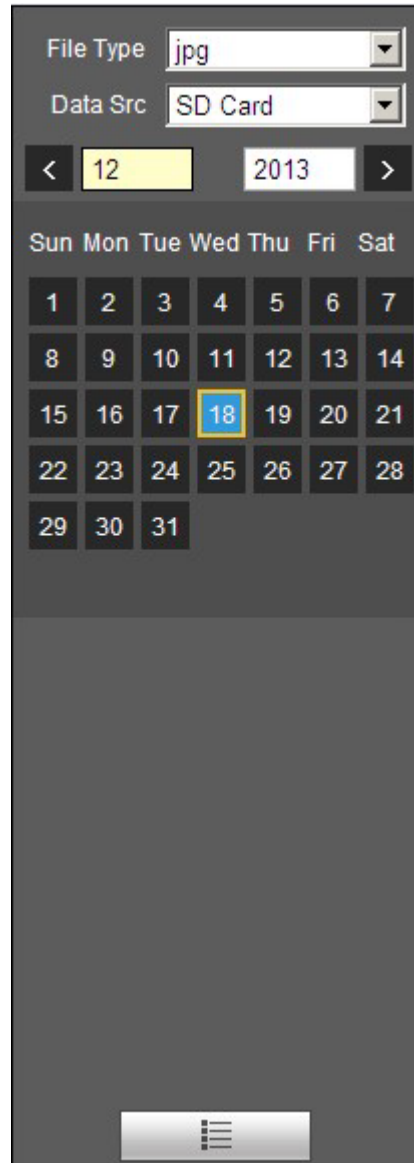 File Type jpg
Data Src SD Card
< 12 2013 >
Sun Mon Tue Wed Thu Fri Sat
1 2 3 4 5 6 7
8 9 10 11 12 13 14
15 16 17 18 19 20 21
22 23 24 25 26 27 28
29 30 31